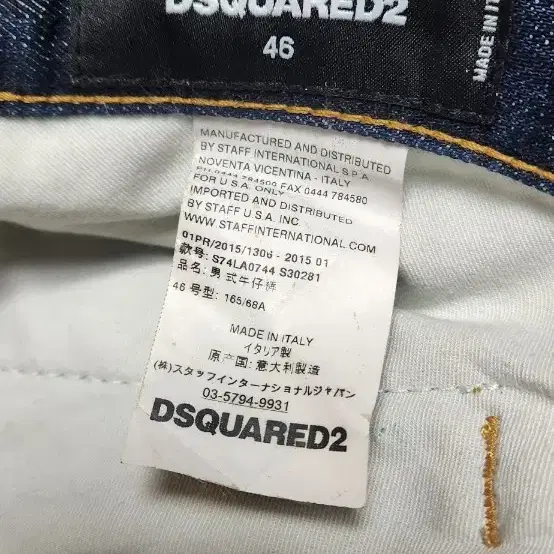 DSQUARED2
46
MADE IN IT
MANUFACTURED AND DISTRIBUTED
BY STAFF INTERNATIONAL S.P.A.
NOVENTA VICENTINA - ITALY
FAX 0444 784580
FOR U.S.A. ONLY
IMPORTED AND DISTRIBUTED
BY STAFF U.S.A. INC.
WWW.STAFFINTERNATIONAL.COM
01PR/2015/1306 - 2015 01
款号: S74LA0744 S30281
品名: 男式牛仔裤
46 号型: 165/68A
MADE IN ITALY
イタリア製
原产国: 意大利製造
(株)スタッフインターナショナルジャパン
03-5794-9931
DSQUARED2